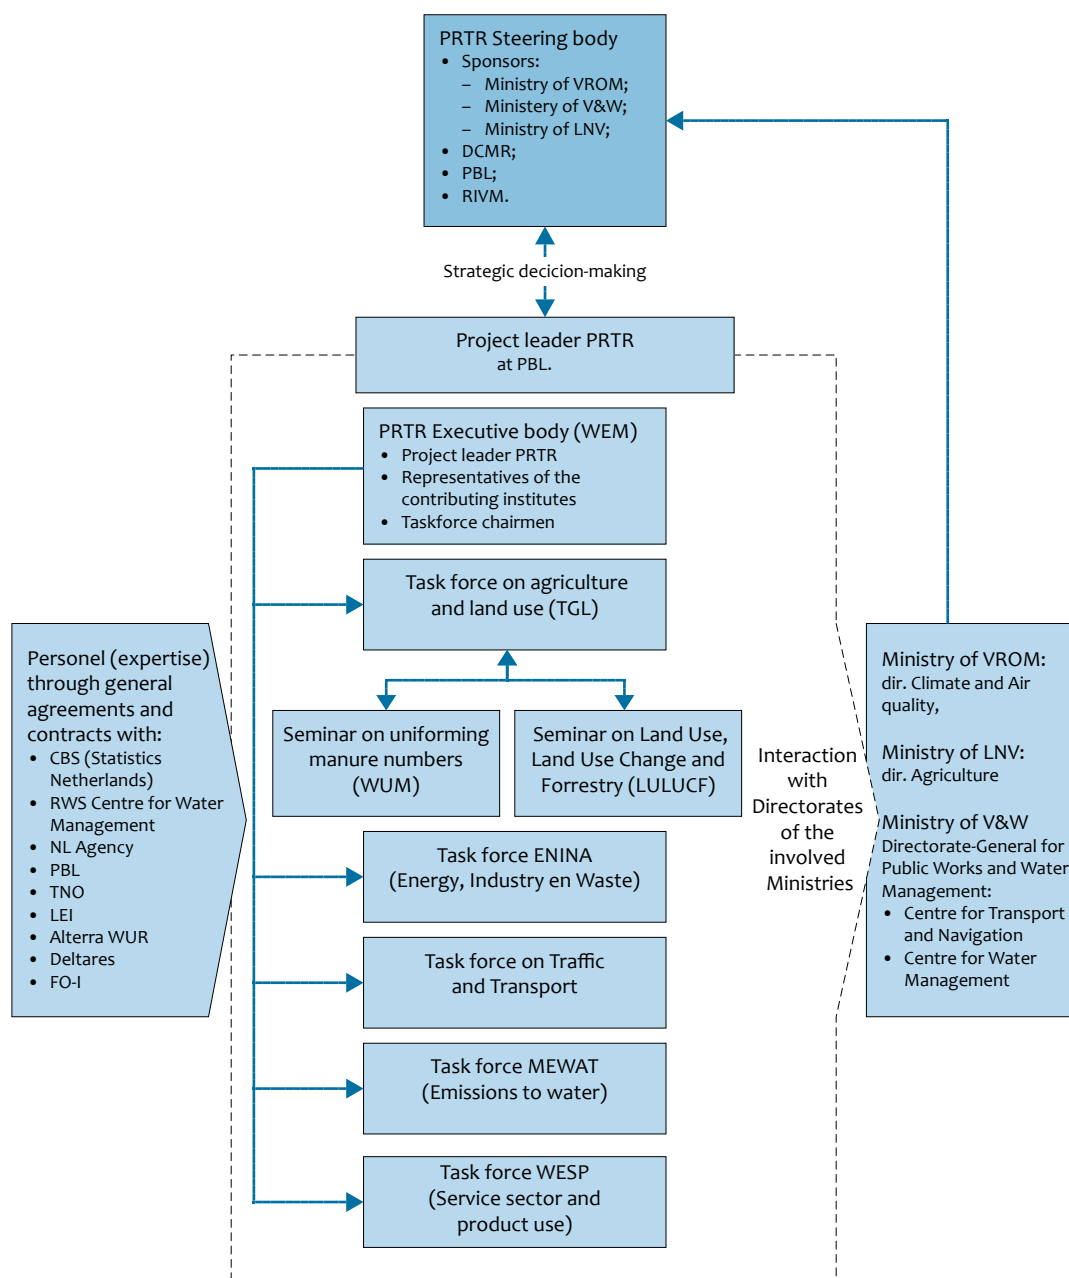 PRTR Steering body
• Sponsors:
– Ministry of VROM;
– Ministery of V&W;
– Ministry of LNV;
• DCMR;
• PBL;
• RIVM.
Strategic decicion-making
Project leader PRTR
at PBL.
PRTR Executive body (WEM)
• Project leader PRTR
• Representatives of the
contributing institutes
• Taskforce chairmen
Task force on agriculture
and land use (TGL)
Seminar on uniforming
manure numbers
(WUM)
Seminar on Land Use,
Land Use Change and
Forrestry (LULUCF)
Task force ENINA
(Energy, Industry en Waste)
Task force on Traffic
and Transport
Task force MEWAT
(Emissions to water)
Task force WESP
(Service sector and
product use)
Personel (expertise)
through general
agreements and
contracts with:
• CBS (Statistics
Netherlands)
• RWS Centre for Water
Management
• NL Agency
• PBL
• TNO
• LEI
• Alterra WUR
• Deltares
• FO-I
Interaction
with
Directorates
of the
involved
Ministries
Ministry of VROM:
dir. Climate and Air
quality,
Ministry of LNV:
dir. Agriculture
Ministry of V&W
Directorate-General for
Public Works and Water
Management:
• Centre for Transport
and Navigation
• Centre for Water
Management